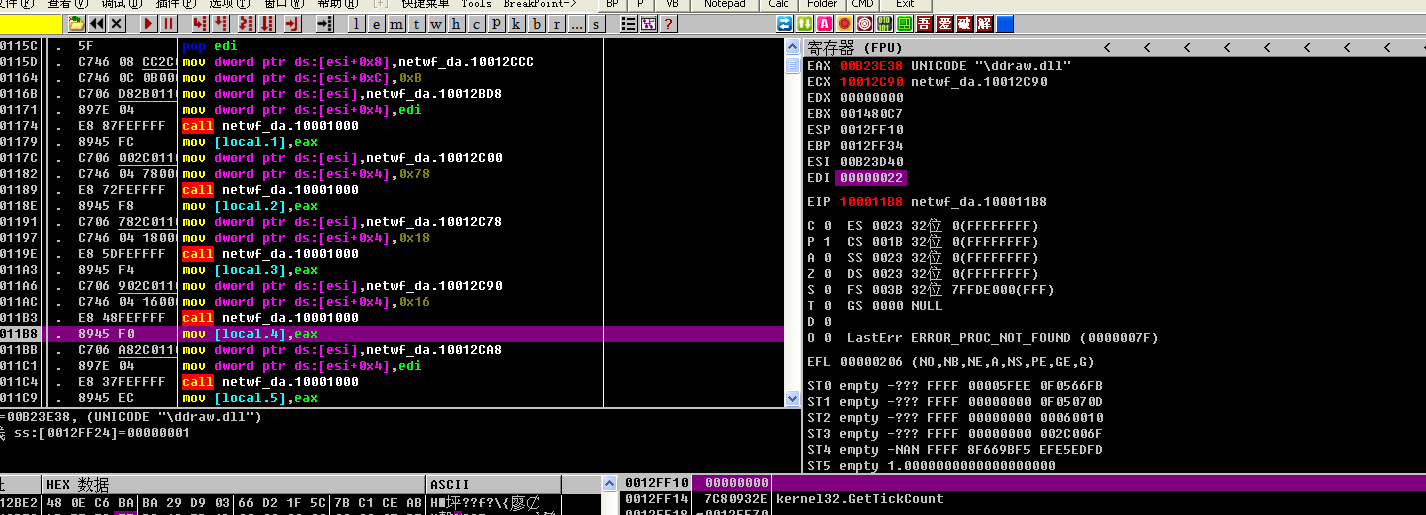 文件(F) 查看(V) 调试(D) 插件(P) 选项(T) 窗口(W) 帮助(H) [+] 快捷菜单 Tools BreakPoint-> BP P VB Notepad Calc Folder CMD Exit
l e m t w h c p k b r ... s ? A 吾 爱 破 解
寄存器 (FPU) < < < < < < < <
0115C . 5F pop edi
0115D . C746 08 CC2C0 mov dword ptr ds:[esi+0x8],netwf_da.10012CCC
01164 . C746 0C 0B000 mov dword ptr ds:[esi+0xC],0xB
0116B . C706 D82B0110 mov dword ptr ds:[esi],netwf_da.10012BD8
01171 . 897E 04 mov dword ptr ds:[esi+0x4],edi
01174 . E8 87FEFFFF call netwf_da.10001000
01179 . 8945 FC mov [local.1],eax
0117C . C706 002C0110 mov dword ptr ds:[esi],netwf_da.10012C00
01182 . C746 04 78000 mov dword ptr ds:[esi+0x4],0x78
01189 . E8 72FEFFFF call netwf_da.10001000
0118E . 8945 F8 mov [local.2],eax
01191 . C706 782C0110 mov dword ptr ds:[esi],netwf_da.10012C78
01197 . C746 04 18000 mov dword ptr ds:[esi+0x4],0x18
0119E . E8 5DFEFFFF call netwf_da.10001000
011A3 . 8945 F4 mov [local.3],eax
011A6 . C706 902C0110 mov dword ptr ds:[esi],netwf_da.10012C90
011AC . C746 04 16000 mov dword ptr ds:[esi+0x4],0x16
011B3 . E8 48FEFFFF call netwf_da.10001000
011B8 . 8945 F0 mov [local.4],eax
011BB . C706 A82C0110 mov dword ptr ds:[esi],netwf_da.10012CA8
011C1 . 897E 04 mov dword ptr ds:[esi+0x4],edi
011C4 . E8 37FEFFFF call netwf_da.10001000
011C9 . 8945 EC mov [local.5],eax
=00B23E38, (UNICODE "\ddraw.dll")
ss:[0012FF24]=00000001
EAX 00B23E38 UNICODE "\ddraw.dll"
ECX 10012C90 netwf_da.10012C90
EDX 00000000
EBX 001480C7
ESP 0012FF10
EBP 0012FF34
ESI 00B23D40
EDI 00000022
EIP 100011B8 netwf_da.100011B8
C 0 ES 0023 32位 0(FFFFFFFF)
P 1 CS 001B 32位 0(FFFFFFFF)
A 0 SS 0023 32位 0(FFFFFFFF)
Z 0 DS 0023 32位 0(FFFFFFFF)
S 0 FS 003B 32位 7FFDE000(FFF)
T 0 GS 0000 NULL
D 0
O 0 LastErr ERROR_PROC_NOT_FOUND (0000007F)
EFL 00000206 (NO,NB,NE,A,NS,PE,GE,G)
ST0 empty -??? FFFF 00005FEE 0F0566FB
ST1 empty -??? FFFF 00000000 0F05070D
ST2 empty -??? FFFF 00000000 00060010
ST3 empty -??? FFFF 00000000 002C006F
ST4 empty -NAN FFFF 8F669BF5 EFE5EDFD
ST5 empty 1.0000000000000000000
址 HEX 数据 ASCII
12BE2 48 0E C6 BA BA 29 D9 03 66 D2 1F 5C 7B C1 CE AB
0012FF10 00000000
0012FF14 7C80932E kernel32.GetTickCount